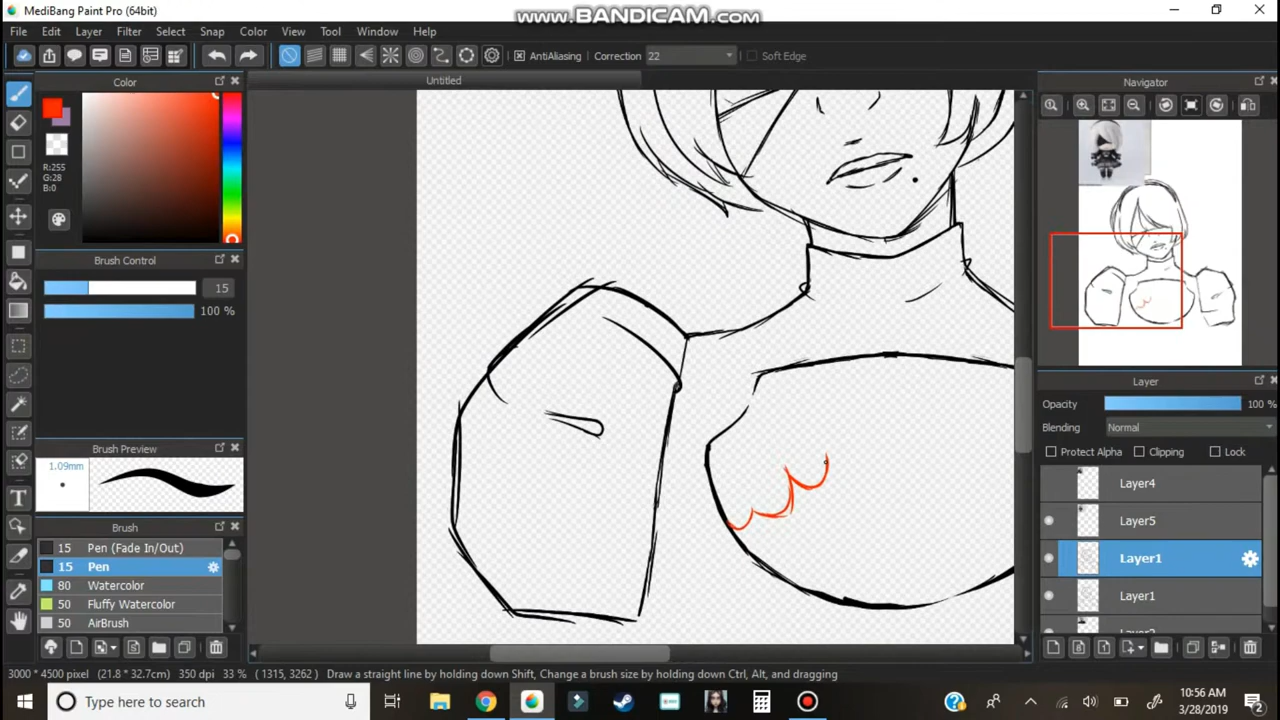 MediBang Paint Pro (64bit)
www.BANDICAM.com
File Edit Layer Filter Select Snap Color View Tool Window Help
AntiAliasing Correction 22 Soft Edge
Color
Untitled
Navigator
R:255
G:28
B:0
Brush Control
15
100 %
Brush Preview
1.09mm
Brush
15 Pen (Fade In/Out)
15 Pen
80 Watercolor
50 Fluffy Watercolor
50 AirBrush
Layer
Opacity 100 %
Blending Normal
Protect Alpha Clipping Lock
Layer4
Layer5
Layer1
Layer1
Layer2
3000 * 4500 pixel (21.8 * 32.7cm) 350 dpi 33 % ( 1315, 3262 ) Draw a straight line by holding down Shift, Change a brush size by holding down Ctrl, Alt, and dragging
Type here to search
10:56 AM
3/28/2019
2